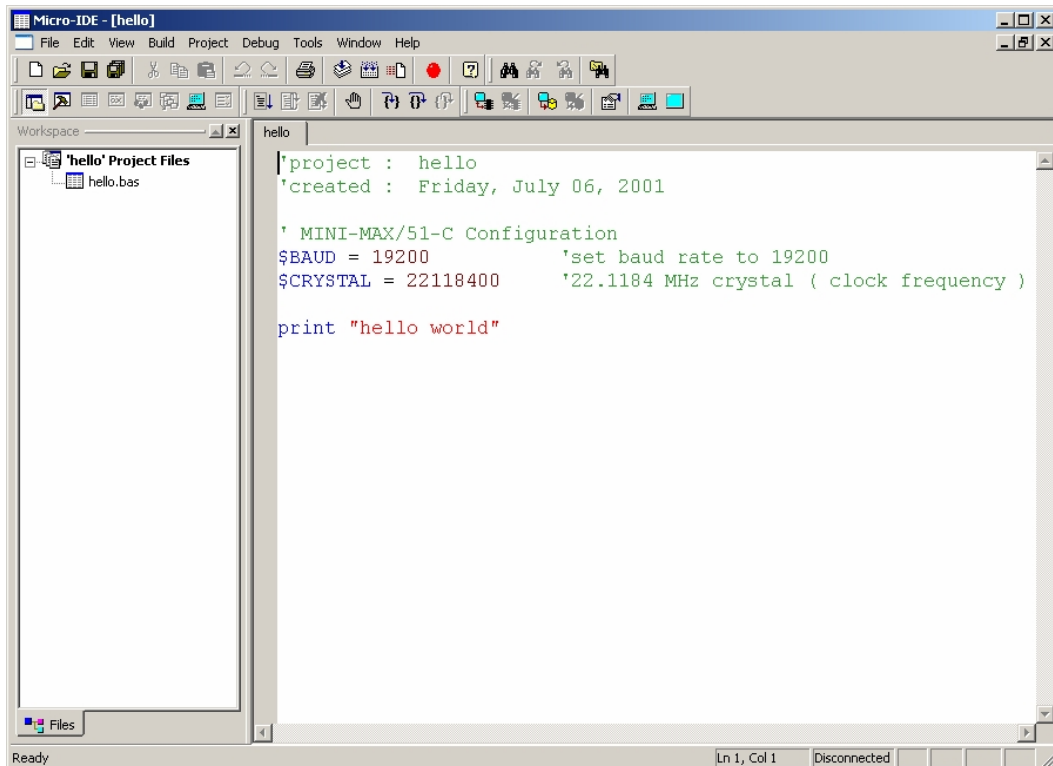 Micro-IDE - [hello]
File Edit View Build Project Debug Tools Window Help
Workspace
'hello' Project Files
hello.bas
Files
hello
'project :  hello
'created :  Friday, July 06, 2001
' MINI-MAX/51-C Configuration
$BAUD = 19200 'set baud rate to 19200
$CRYSTAL = 22118400 '22.1184 MHz crystal ( clock frequency )
print "hello world"
Ready
Ln 1, Col 1
Disconnected